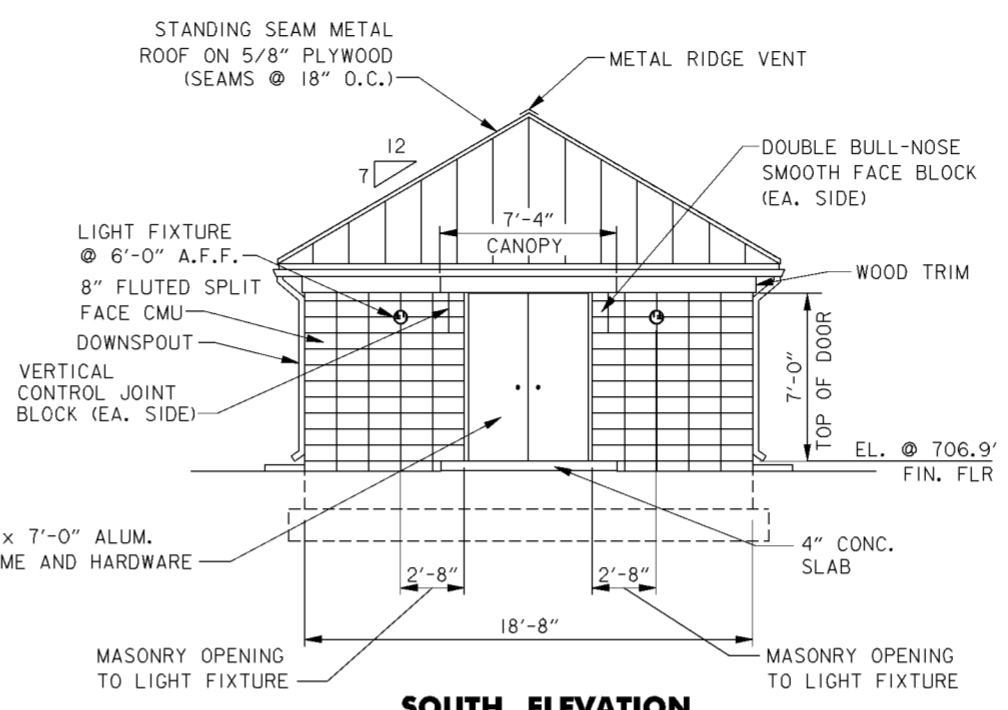 STANDING SEAM METAL
ROOF ON 5/8" PLYWOOD
(SEAMS @ 18" O.C.)
METAL RIDGE VENT
12
7
DOUBLE BULL-NOSE
SMOOTH FACE BLOCK
(EA. SIDE)
7'-4"
CANOPY
LIGHT FIXTURE
@ 6'-0" A.F.F.
8" FLUTED SPLIT
FACE CMU
DOWNSPOUT
VERTICAL
CONTROL JOINT
BLOCK (EA. SIDE)
WOOD TRIM
7'-0"
TOP OF DOOR
EL. @ 706.9'
FIN. FLR
x 7'-0" ALUM.
ME AND HARDWARE
4" CONC.
SLAB
2'-8"
2'-8"
18'-8"
MASONRY OPENING
TO LIGHT FIXTURE
MASONRY OPENING
TO LIGHT FIXTURE
SOUTH ELEVATION